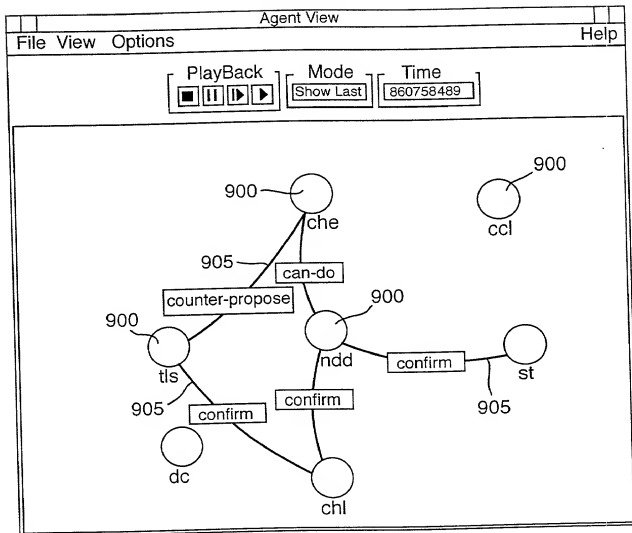 Agent View
File View Options Help
PlayBack Mode Time
Show Last 860758489
900
900
che
ccl
905
can-do
counter-propose
900
900
tls
ndd
confirm
st
905
confirm
confirm
905
dc
chl